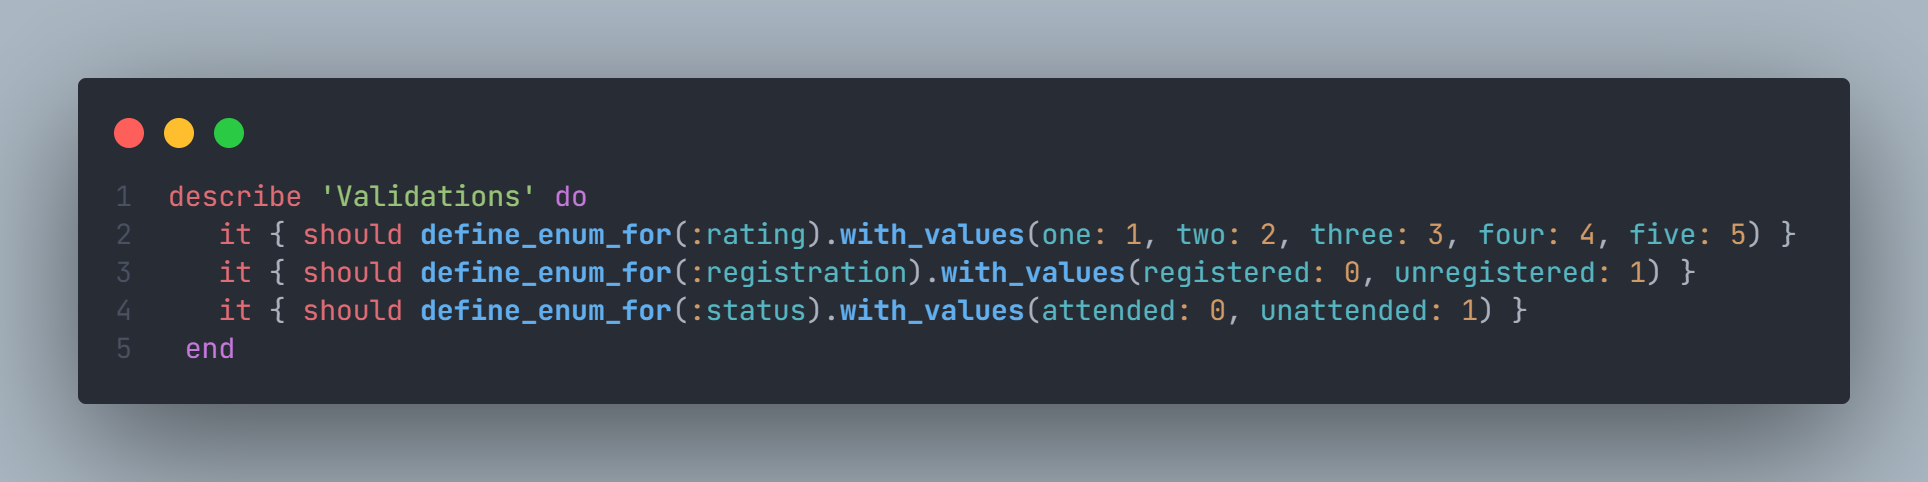 1 describe 'Validations' do
2 it { should define_enum_for(:rating).with_values(one: 1, two: 2, three: 3, four: 4, five: 5) }
3 it { should define_enum_for(:registration).with_values(registered: 0, unregistered: 1) }
4 it { should define_enum_for(:status).with_values(attended: 0, unattended: 1) }
5 end